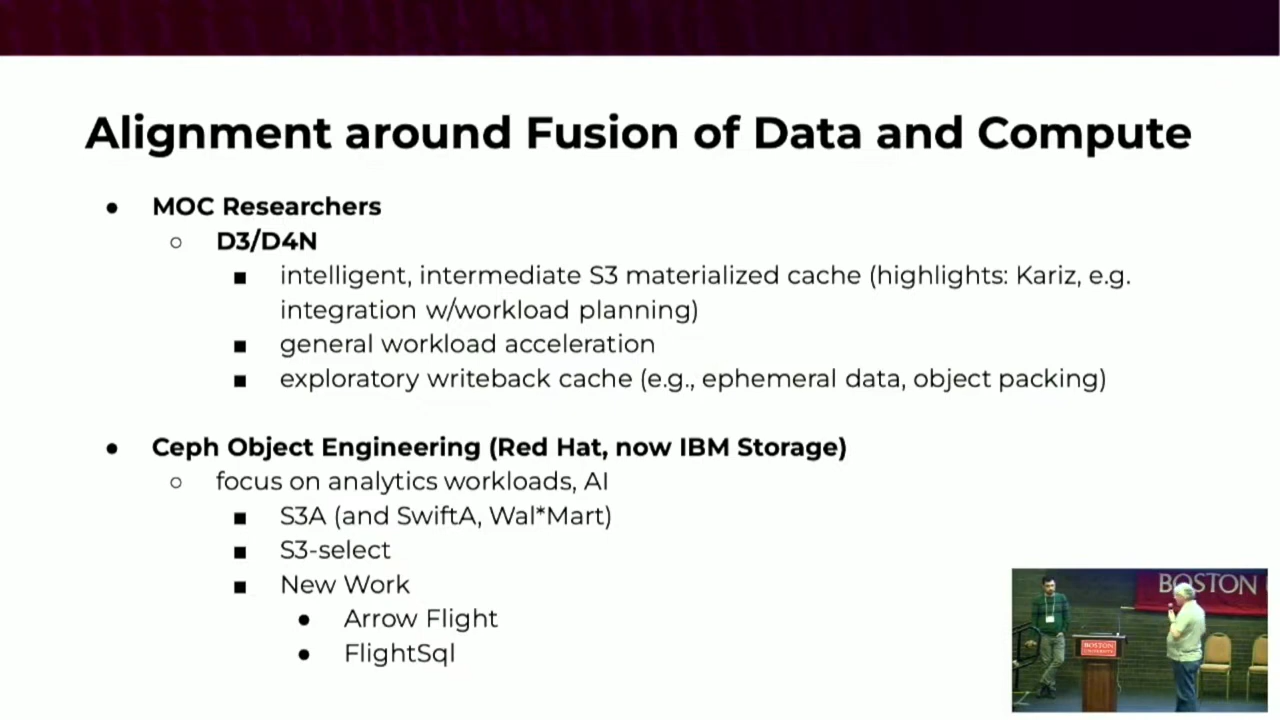 Alignment around Fusion of Data and Compute
● MOC Researchers
○ D3/D4N
■ intelligent, intermediate S3 materialized cache (highlights: Kariz, e.g.
integration w/workload planning)
■ general workload acceleration
■ exploratory writeback cache (e.g., ephemeral data, object packing)
● Ceph Object Engineering (Red Hat, now IBM Storage)
○ focus on analytics workloads, AI
■ S3A (and SwiftA, Wal*Mart)
■ S3-select
■ New Work
● Arrow Flight
● FlightSql
BOSTON
BOSTON
UNIVERSITY